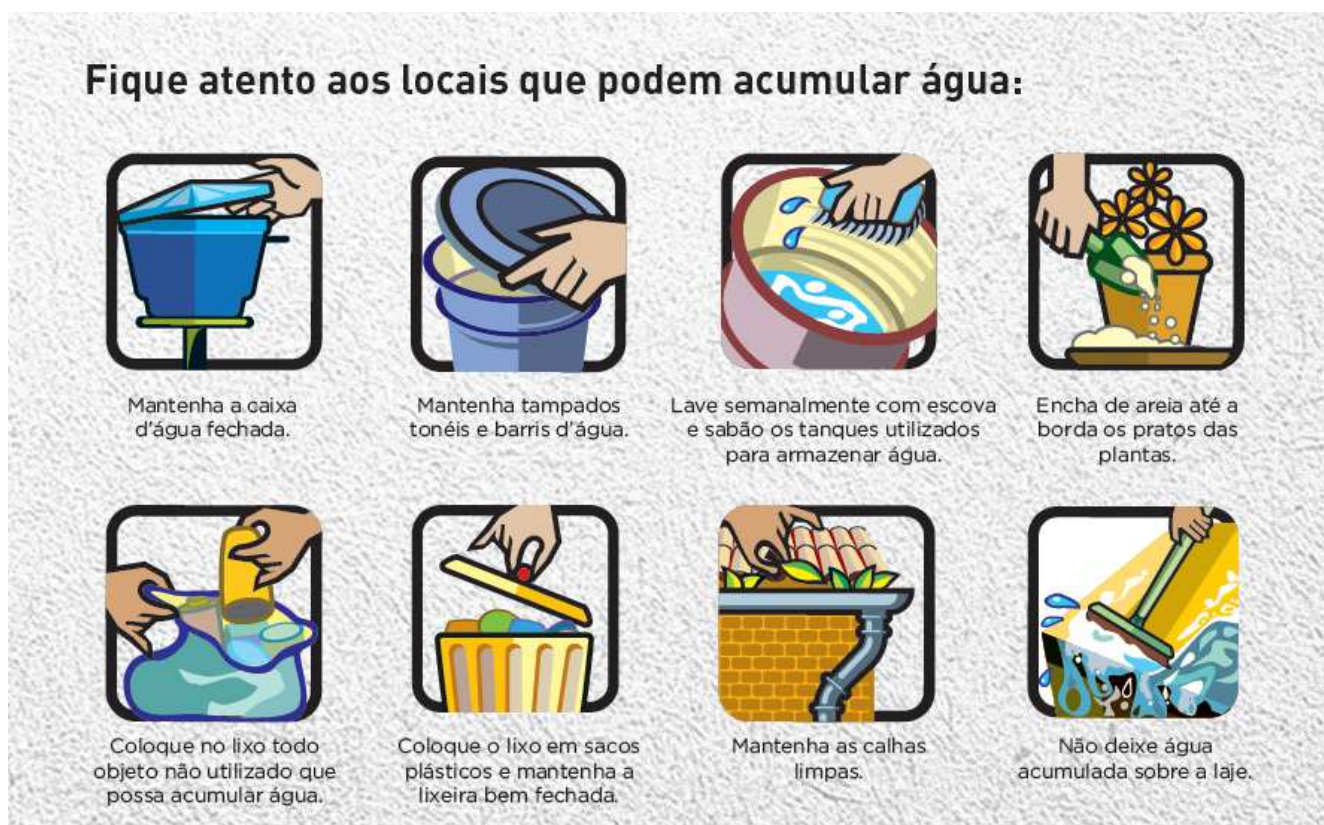 Fique atento aos locais que podem acumular água:
Mantenha a caixa
d'água fechada.
Mantenha tampados
tonéis e barris d'água.
Lave semanalmente com escova
e sabão os tanques utilizados
para armazenar água.
Encha de areia até a
borda os pratos das
plantas.
Coloque no lixo todo
objeto não utilizado que
possa acumular água.
Coloque o lixo em sacos
plásticos e mantenha a
lixeira bem fechada.
Mantenha as calhas
limpas.
Não deixe água
acumulada sobre a laje.